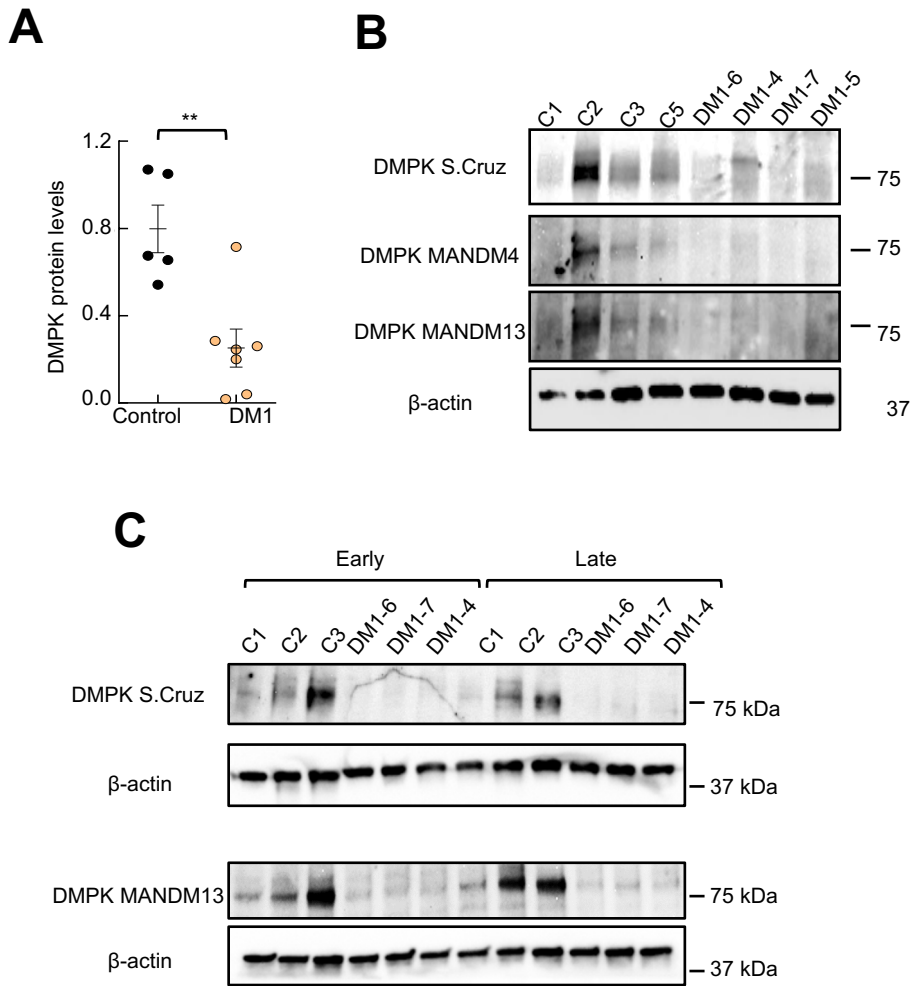 A
**
1.2
0.8
0.4
0.0
DMPK protein levels
Control DM1
B
C1 C2 C3 C5 DM1-6 DM1-4 DM1-7 DM1-5
DMPK S.Cruz
75
DMPK MANDM4
75
DMPK MANDM13
75
β-actin
37
C
Early Late
C1 C2 C3 DM1-6 DM1-7 DM1-4 C1 C2 C3 DM1-6 DM1-7 DM1-4
DMPK S.Cruz
75 kDa
β-actin
37 kDa
DMPK MANDM13
75 kDa
β-actin
37 kDa